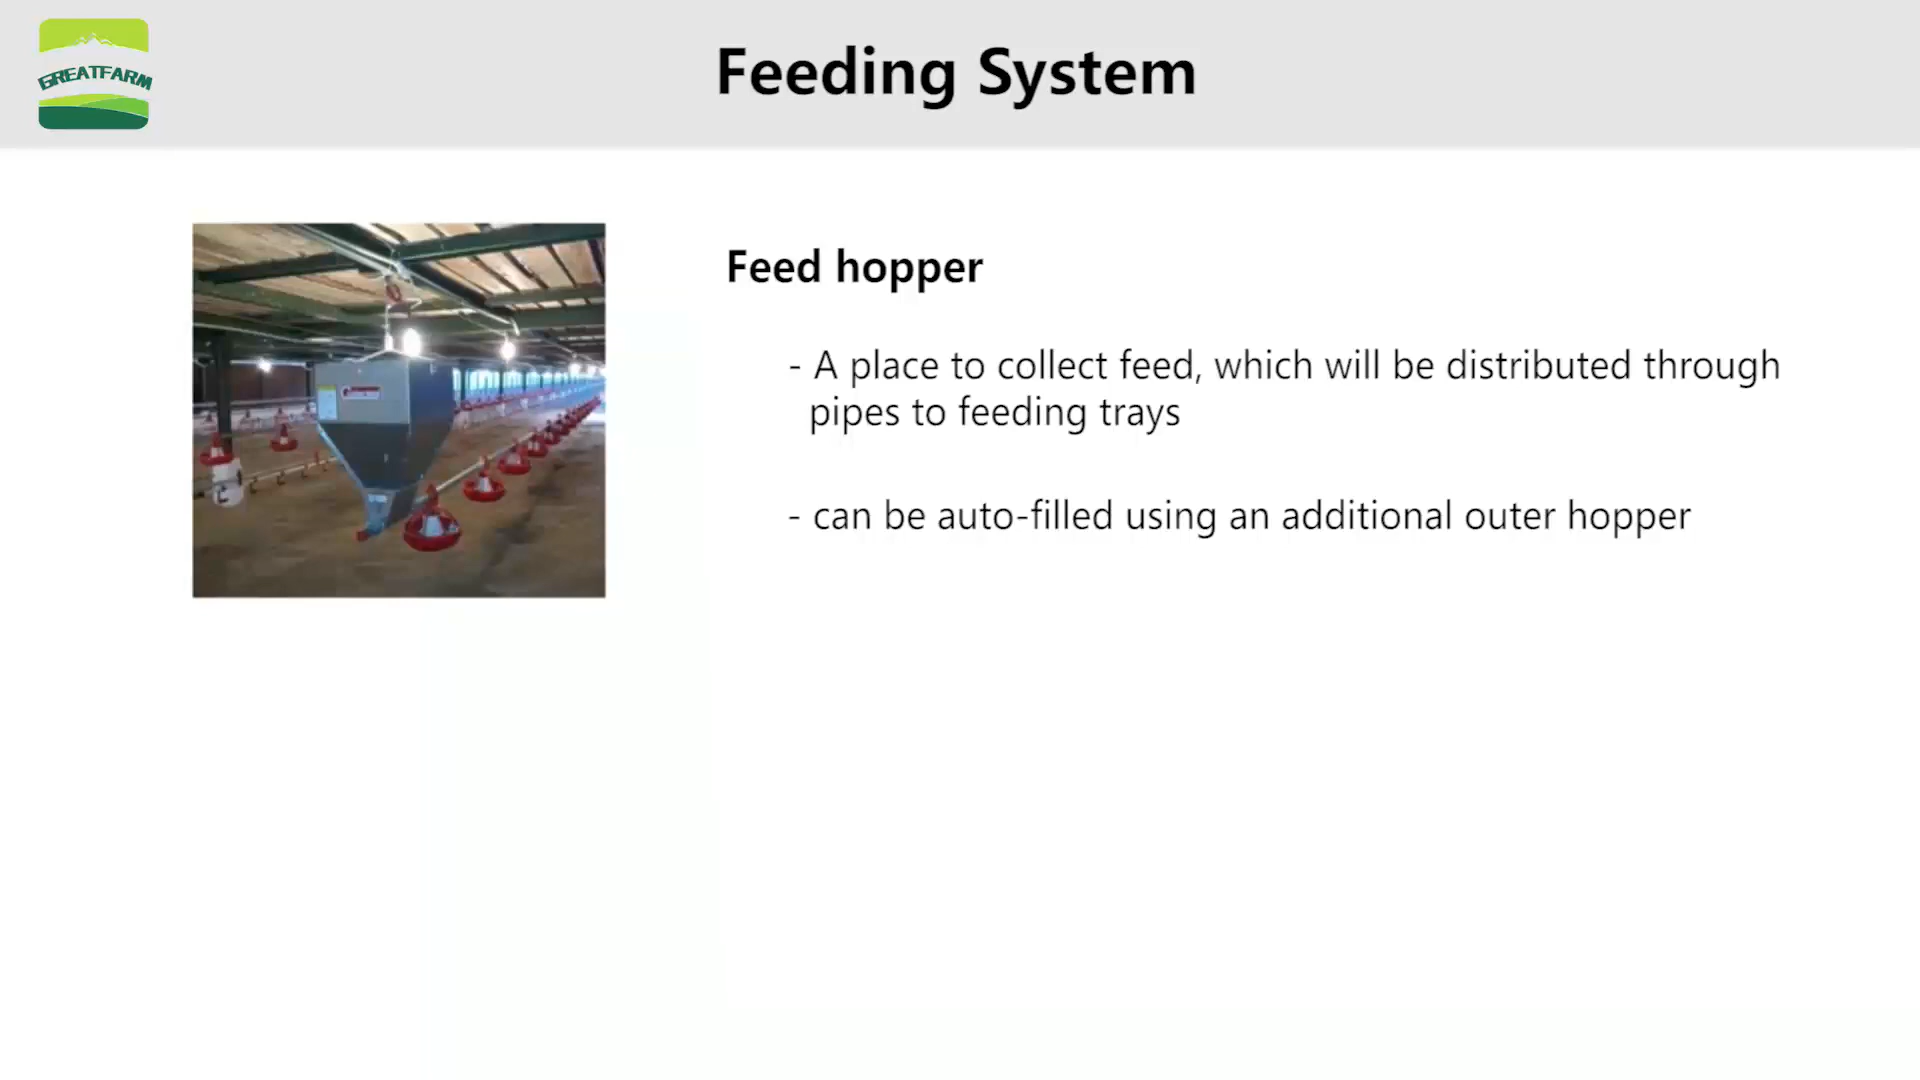 GREATFARM
Feeding System
Feed hopper
- A place to collect feed, which will be distributed through
pipes to feeding trays
- can be auto-filled using an additional outer hopper